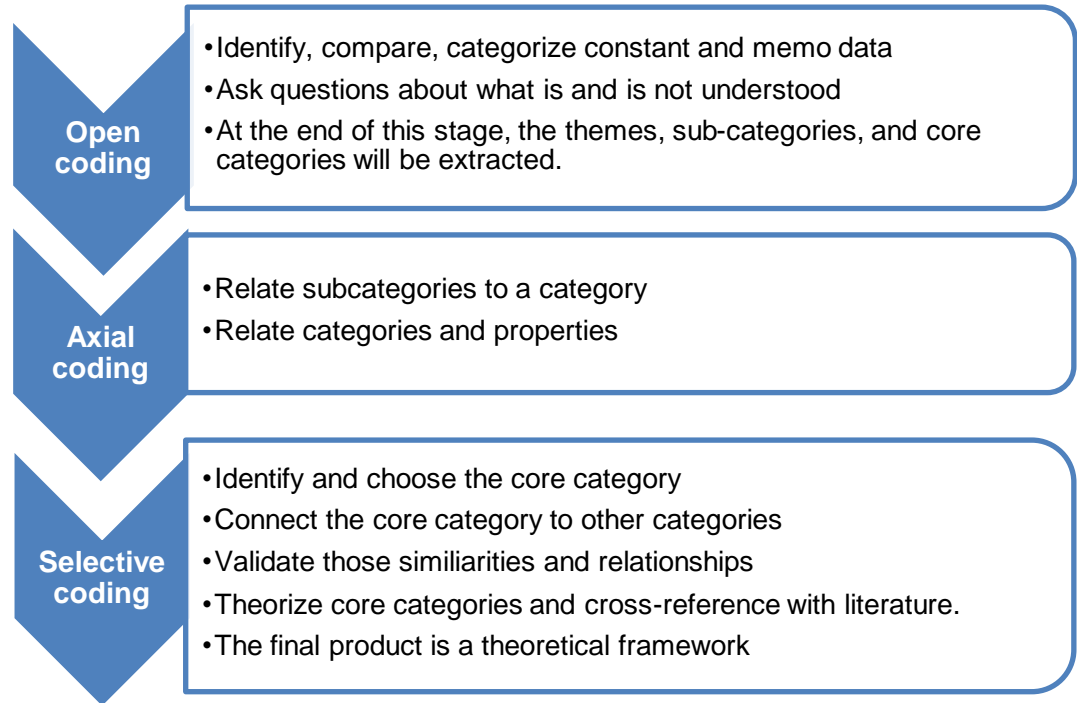 Open
coding
•Identify, compare, categorize constant and memo data
•Ask questions about what is and is not understood
•At the end of this stage, the themes, sub-categories, and core
categories will be extracted.
Axial
coding
•Relate subcategories to a category
•Relate categories and properties
Selective
coding
•Identify and choose the core category
•Connect the core category to other categories
•Validate those similiarities and relationships
•Theorize core categories and cross-reference with literature.
•The final product is a theoretical framework